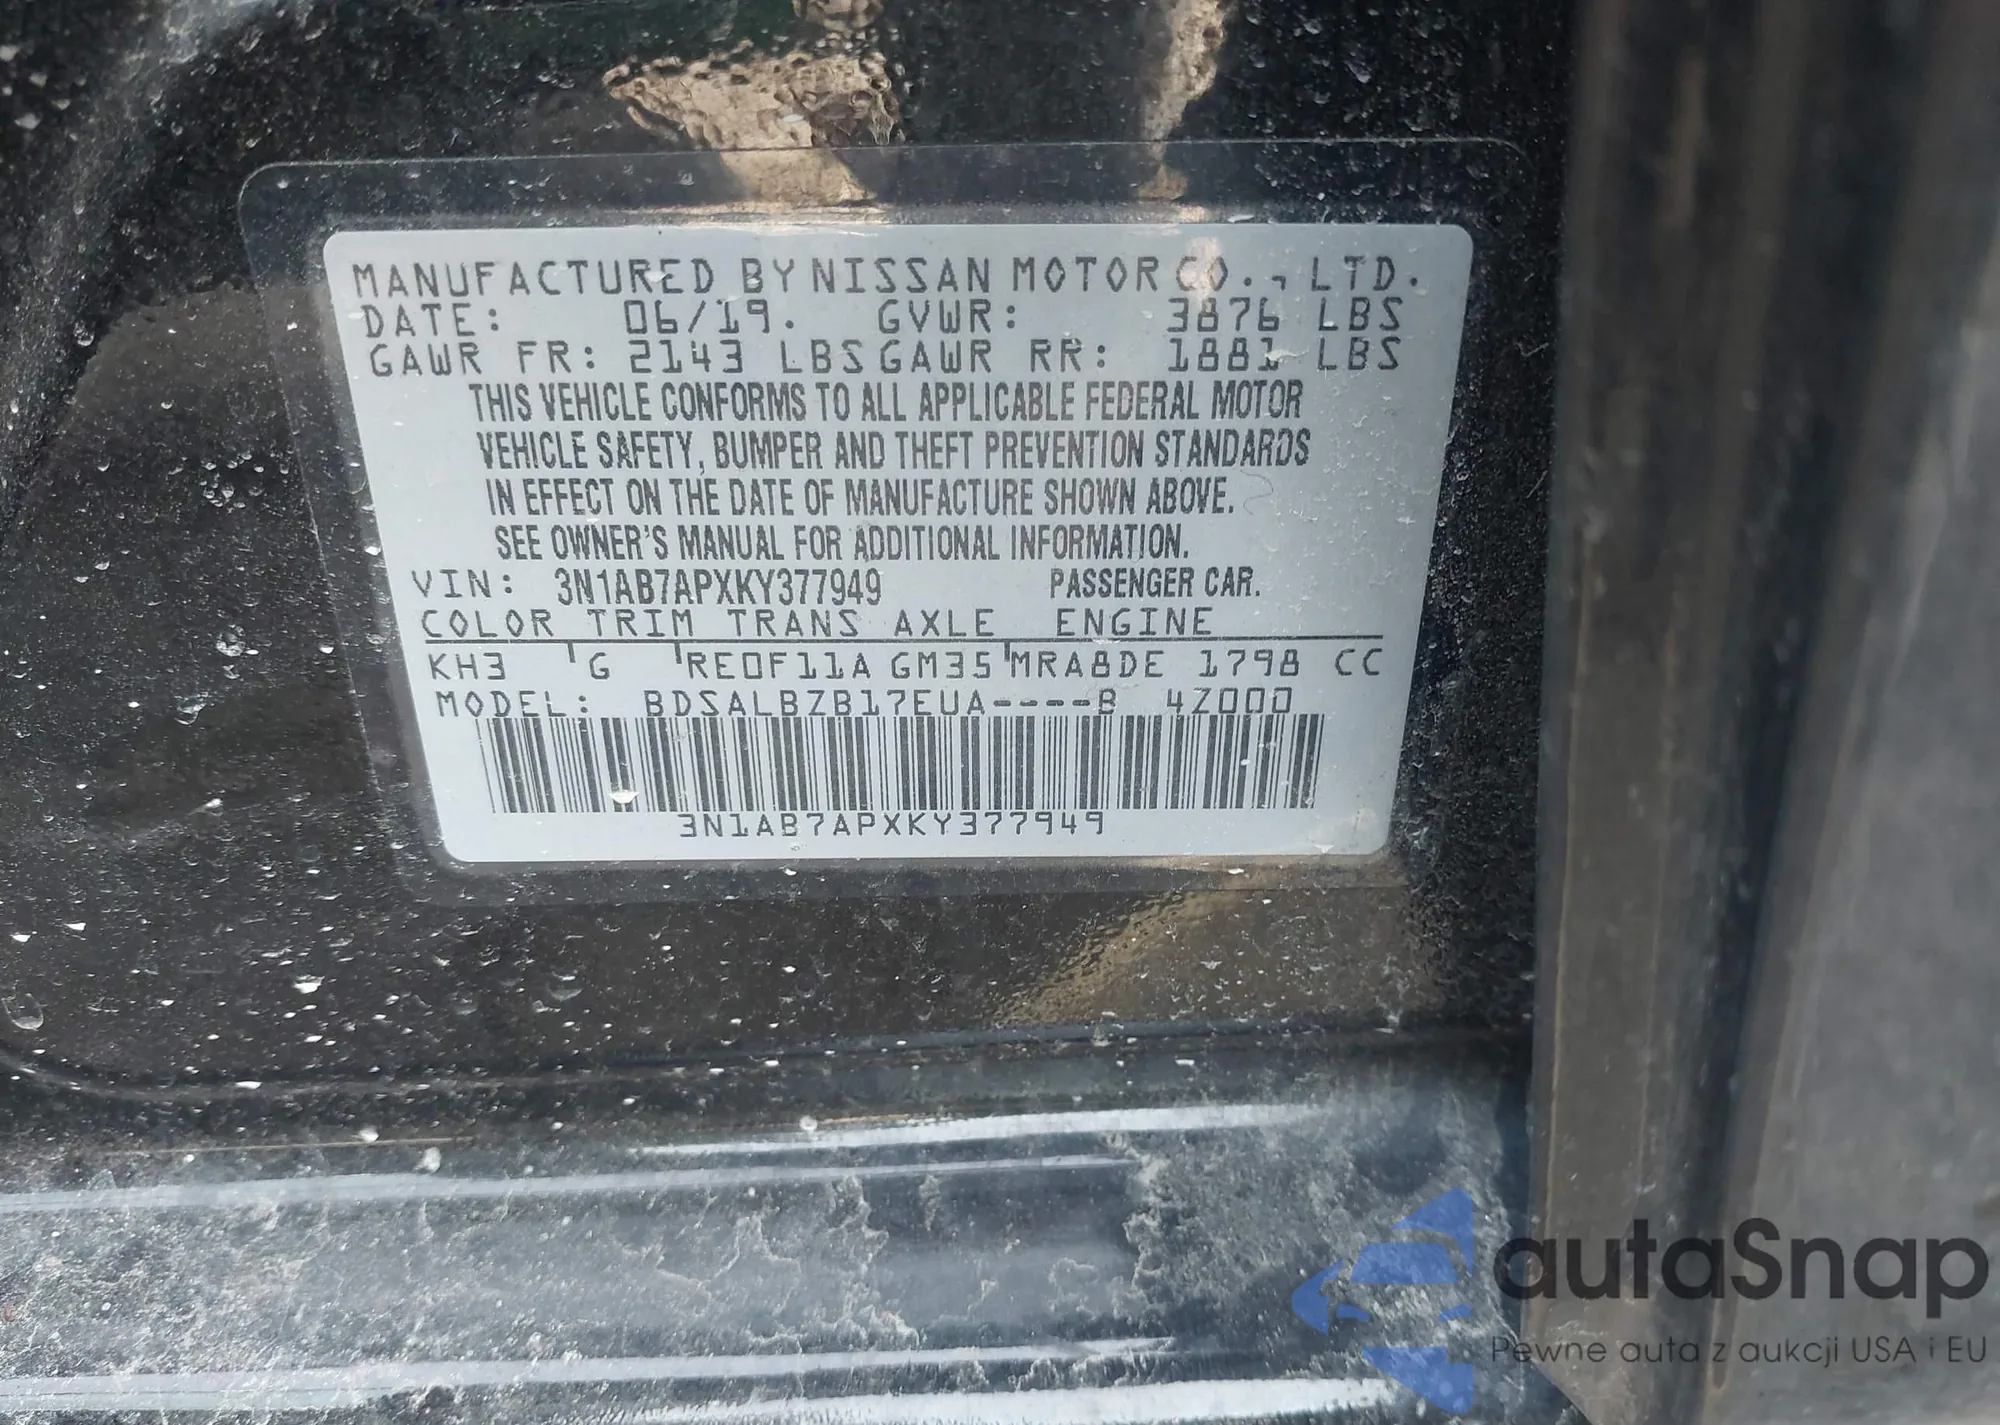 MANUFACTURED BY NISSAN MOTOR CO., LTD.
DATE: 06/19. GVWR: 3876 LBS
GAWR FR: 2143 LBS GAWR RR: 1881 LBS
THIS VEHICLE CONFORMS TO ALL APPLICABLE FEDERAL MOTOR
VEHICLE SAFETY, BUMPER AND THEFT PREVENTION STANDARDS
IN EFFECT ON THE DATE OF MANUFACTURE SHOWN ABOVE.
SEE OWNER'S MANUAL FOR ADDITIONAL INFORMATION.
VIN: 3N1AB7APXKY377949 PASSENGER CAR.
COLOR TRIM TRANS AXLE ENGINE
KH3 G RE0F11A GM35 MRA8DE 1798 CC
MODEL: BDSALBZB17EUA----B 4Z000
3N1AB7APXKY377949
autaSnap
Pewne auta z aukcji USA i EU